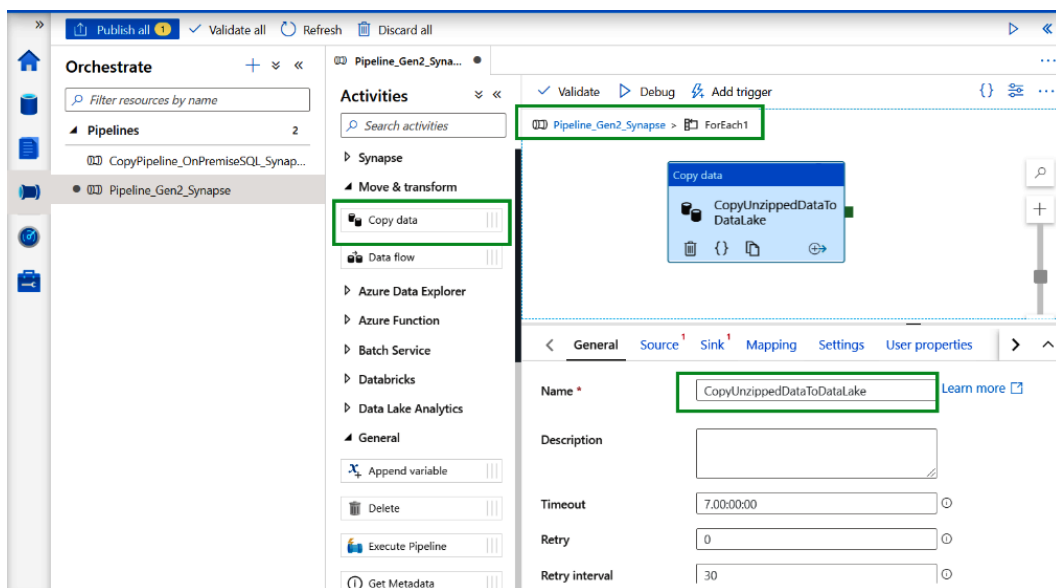 Publish all 1 Validate all Refresh Discard all
Orchestrate
Filter resources by name
Pipelines 2
CopyPipeline_OnPremiseSQL_Synap...
Pipeline_Gen2_Synapse
Pipeline_Gen2_Syna...
Activities
Search activities
Synapse
Move & transform
Copy data
Data flow
Azure Data Explorer
Azure Function
Batch Service
Databricks
Data Lake Analytics
General
Append variable
Delete
Execute Pipeline
Get Metadata
Validate Debug Add trigger
Pipeline_Gen2_Synapse > ForEach1
Copy data
CopyUnzippedDataTo
DataLake
General Source 1 Sink 1 Mapping Settings User properties
Name * CopyUnzippedDataToDataLake Learn more
Description
Timeout 7.00:00:00
Retry 0
Retry interval 30